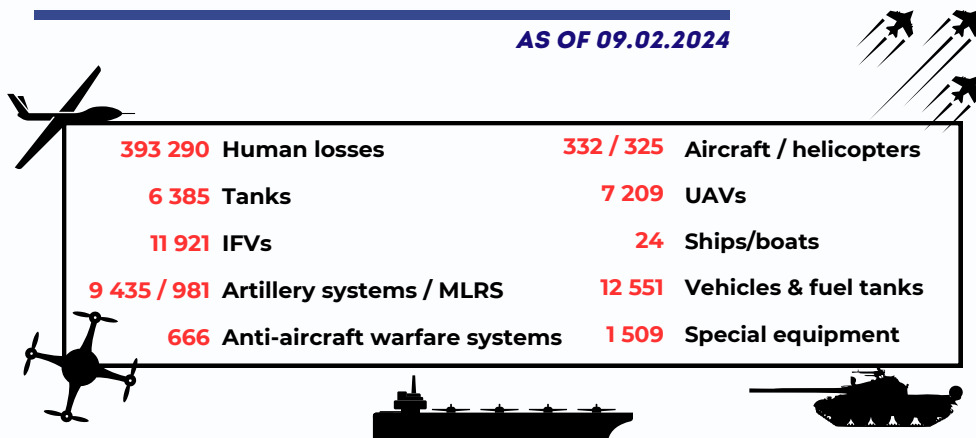 AS OF 09.02.2024
393 290 Human losses
6 385 Tanks
11 921 IFVs
9 435 / 981 Artillery systems / MLRS
666 Anti-aircraft warfare systems
332 / 325 Aircraft / helicopters
7 209 UAVs
24 Ships/boats
12 551 Vehicles & fuel tanks
1 509 Special equipment